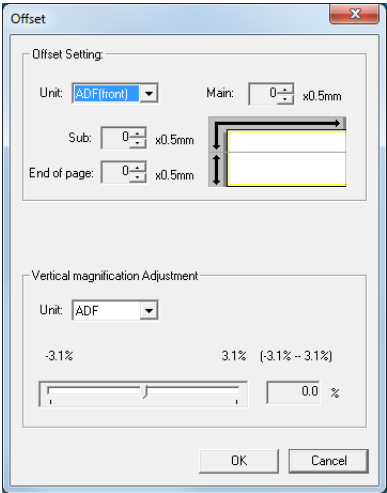 Offset
Offset Setting:
Unit: ADF(front) Main: 0 x0.5mm
Sub: 0 x0.5mm
End of page: 0 x0.5mm
Vertical magnification Adjustment
Unit: ADF
-3.1% 3.1% (-3.1% -- 3.1%)
0.0 %
OK Cancel